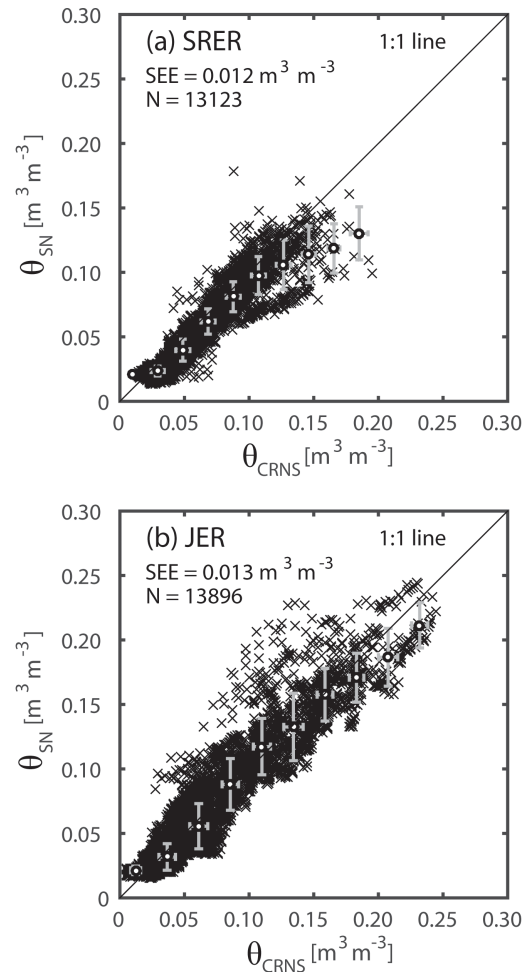 (a) SRER 1:1 line
SEE = 0.012 m³ m⁻³
N = 13123
0.30
0.25
0.20
0.15
0.10
0.05
0
θSN [m³ m⁻³]
0 0.05 0.10 0.15 0.20 0.25 0.30
θCRNS [m³ m⁻³]
(b) JER 1:1 line
SEE = 0.013 m³ m⁻³
N = 13896
0.30
0.25
0.20
0.15
0.10
0.05
0
θSN [m³ m⁻³]
0 0.05 0.10 0.15 0.20 0.25 0.30
θCRNS [m³ m⁻³]